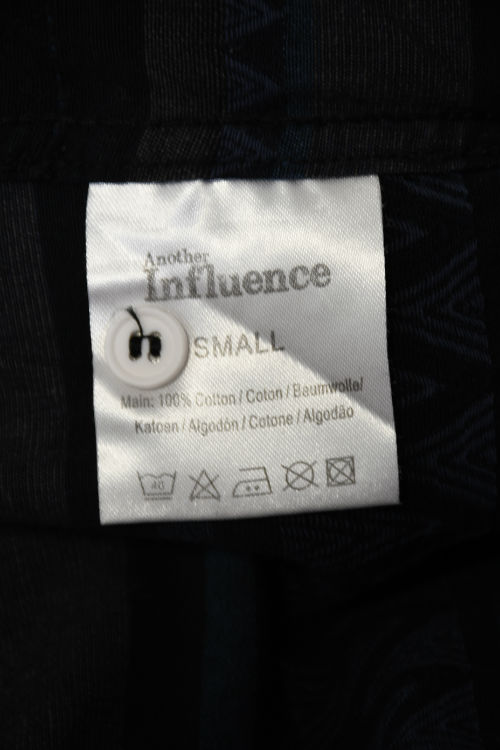 Another
Influence
SMALL
Main: 100% Cotton / Coton / Baumwolle/
Katoen / Algodón / Cotone / Algodão
40